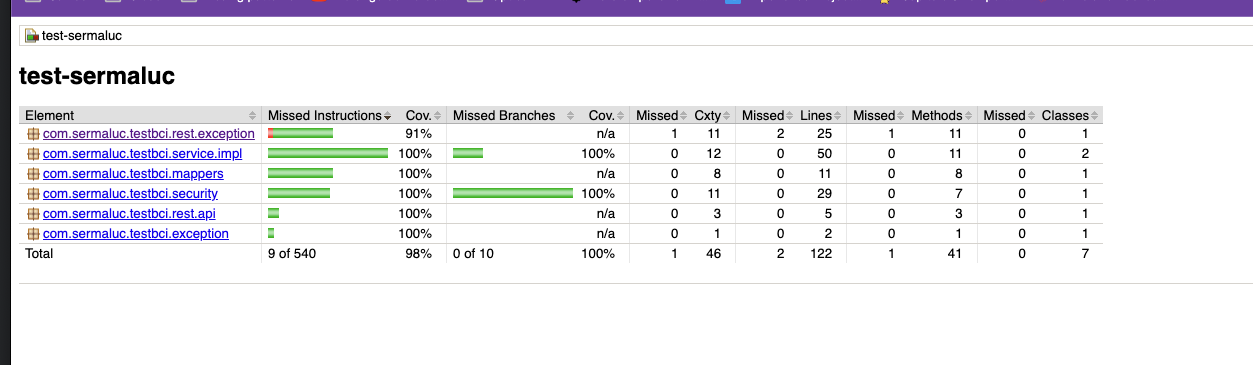 test-sermaluc
test-sermaluc
Element Missed Instructions Cov. Missed Branches Cov. Missed Cxty Missed Lines Missed Methods Missed Classes
com.sermaluc.testbci.rest.exception 91% n/a 1 11 2 25 1 11 0 1
com.sermaluc.testbci.service.impl 100% 100% 0 12 0 50 0 11 0 2
com.sermaluc.testbci.mappers 100% n/a 0 8 0 11 0 8 0 1
com.sermaluc.testbci.security 100% 100% 0 11 0 29 0 7 0 1
com.sermaluc.testbci.rest.api 100% n/a 0 3 0 5 0 3 0 1
com.sermaluc.testbci.exception 100% n/a 0 1 0 2 0 1 0 1
Total 9 of 540 98% 0 of 10 100% 1 46 2 122 1 41 0 7